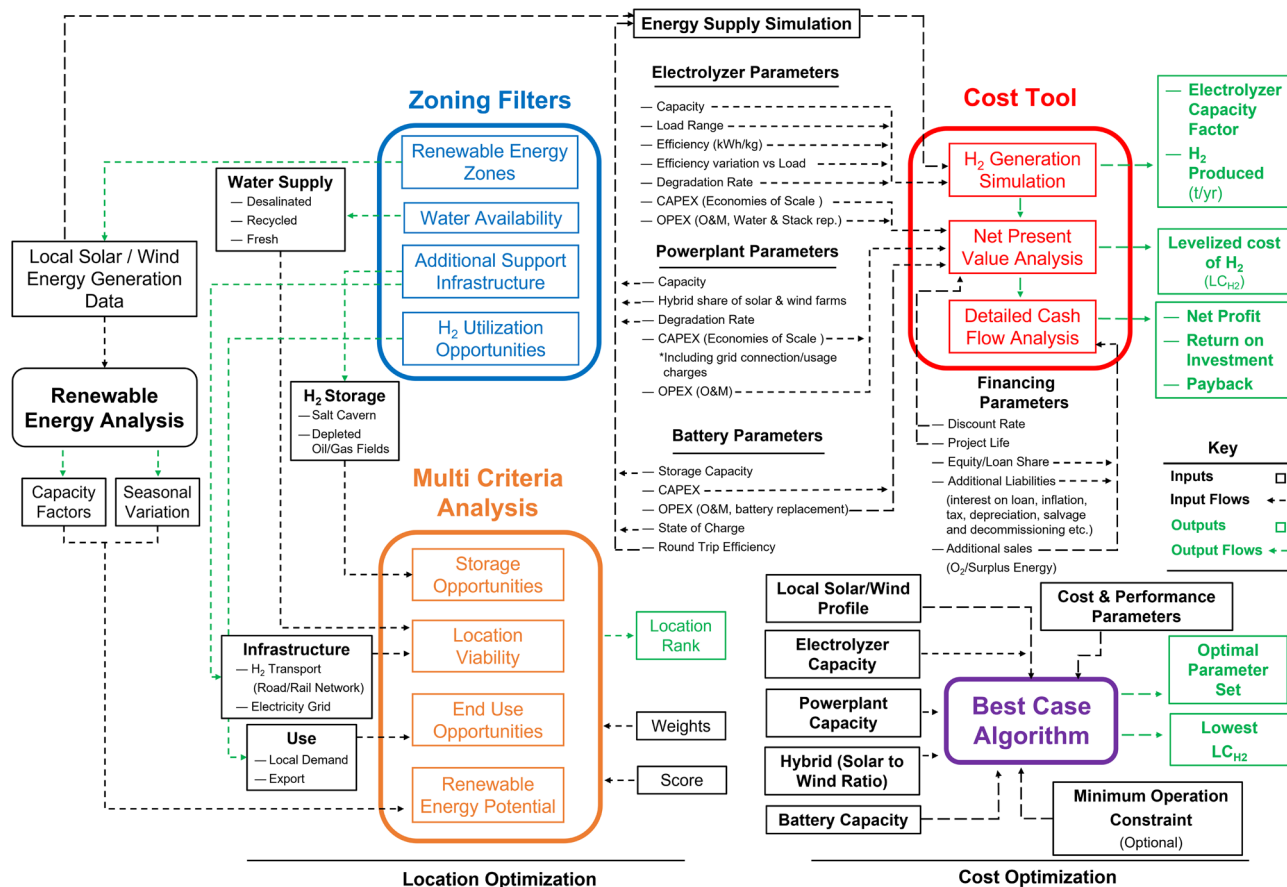 Energy Supply Simulation
Zoning Filters
Renewable Energy
Zones
Water Availability
Additional Support
Infrastructure
H₂ Utilization
Opportunities
Water Supply
— Desalinated
— Recycled
— Fresh
Local Solar / Wind
Energy Generation
Data
Renewable
Energy Analysis
Capacity
Factors
Seasonal
Variation
H₂ Storage
— Salt Cavern
— Depleted
Oil/Gas Fields
Multi Criteria
Analysis
Storage
Opportunities
Location
Viability
End Use
Opportunities
Renewable
Energy Potential
Infrastructure
— H₂ Transport
(Road/Rail Network)
— Electricity Grid
Use
— Local Demand
— Export
Location
Rank
Weights
Score
Location Optimization
Electrolyzer Parameters
— Capacity
— Load Range
— Efficiency (kWh/kg)
— Efficiency variation vs Load
— Degradation Rate
— CAPEX (Economies of Scale )
— OPEX (O&M, Water & Stack rep.)
Powerplant Parameters
— Capacity
— Hybrid share of solar & wind farms
— Degradation Rate
— CAPEX (Economies of Scale )
*Including grid connection/usage
charges
— OPEX (O&M)
Battery Parameters
— Storage Capacity
— CAPEX
— OPEX (O&M, battery replacement)
— State of Charge
— Round Trip Efficiency
Cost Tool
H₂ Generation
Simulation
Net Present
Value Analysis
Detailed Cash
Flow Analysis
— Electrolyzer
Capacity
Factor
— H₂
Produced
(t/yr)
Levelized cost
of H₂
(LC_H2)
— Net Profit
— Return on
Investment
— Payback
Financing
Parameters
— Discount Rate
— Project Life
— Equity/Loan Share
— Additional Liabilities
(interest on loan, inflation,
tax, depreciation, salvage
and decommissioning etc.)
— Additional sales
(O₂/Surplus Energy)
Key
Inputs
Input Flows
Outputs
Output Flows
Local Solar/Wind
Profile
Electrolyzer
Capacity
Powerplant
Capacity
Hybrid (Solar to
Wind Ratio)
Battery Capacity
Cost & Performance
Parameters
Best Case
Algorithm
Optimal
Parameter
Set
Lowest
LC_H2
Minimum Operation
Constraint
(Optional)
Cost Optimization